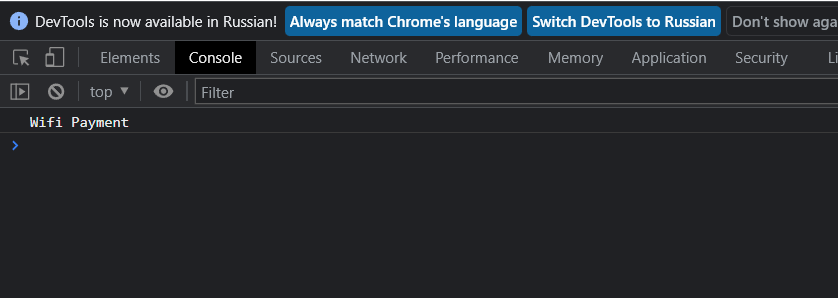 DevTools is now available in Russian! Always match Chrome's language Switch DevTools to Russian Don't show aga
Elements Console Sources Network Performance Memory Application Security Li
top Filter
Wifi Payment